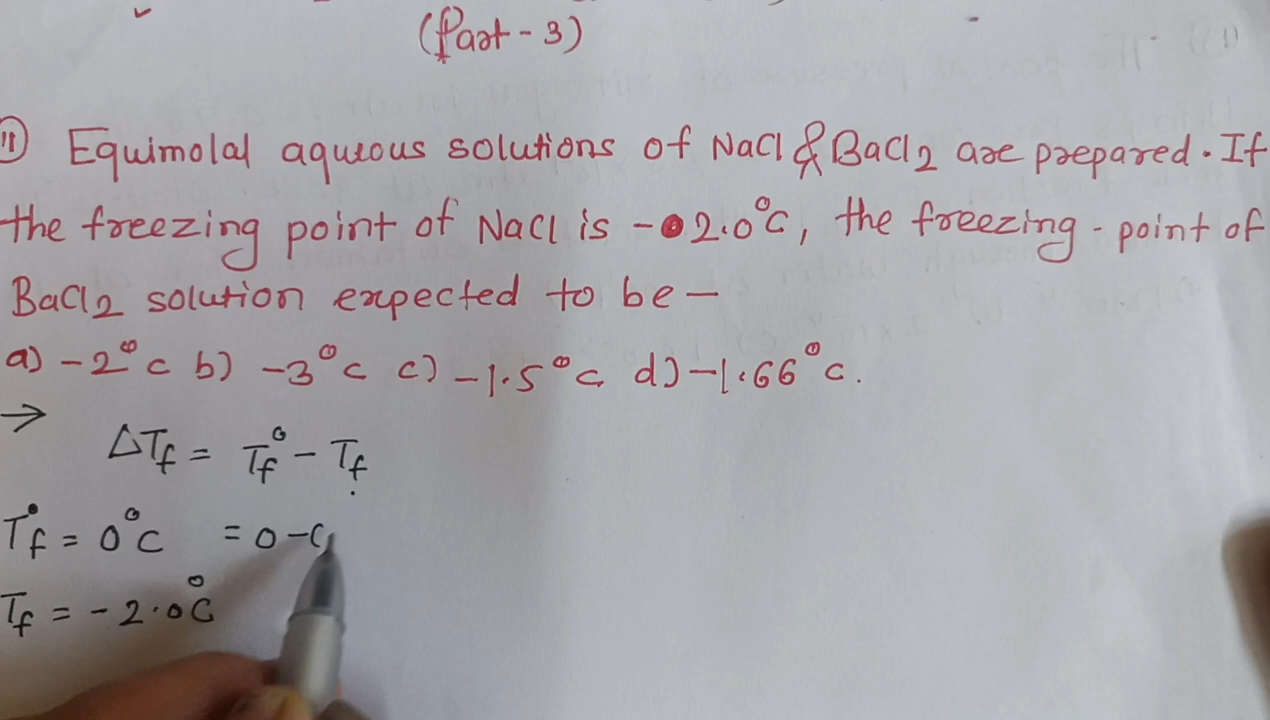 (Part - 3)
11) Equimolal aqueous solutions of NaCl & BaCl2 are prepared. If
the freezing point of NaCl is -2.0°C, the freezing - point of
BaCl2 solution expected to be —
a) -2°C b) -3°C c) -1.5°C d) -1.66°C.
→ ΔTf = Tf° - Tf
Tf° = 0°C = 0 - (
Tf = -2.0°C